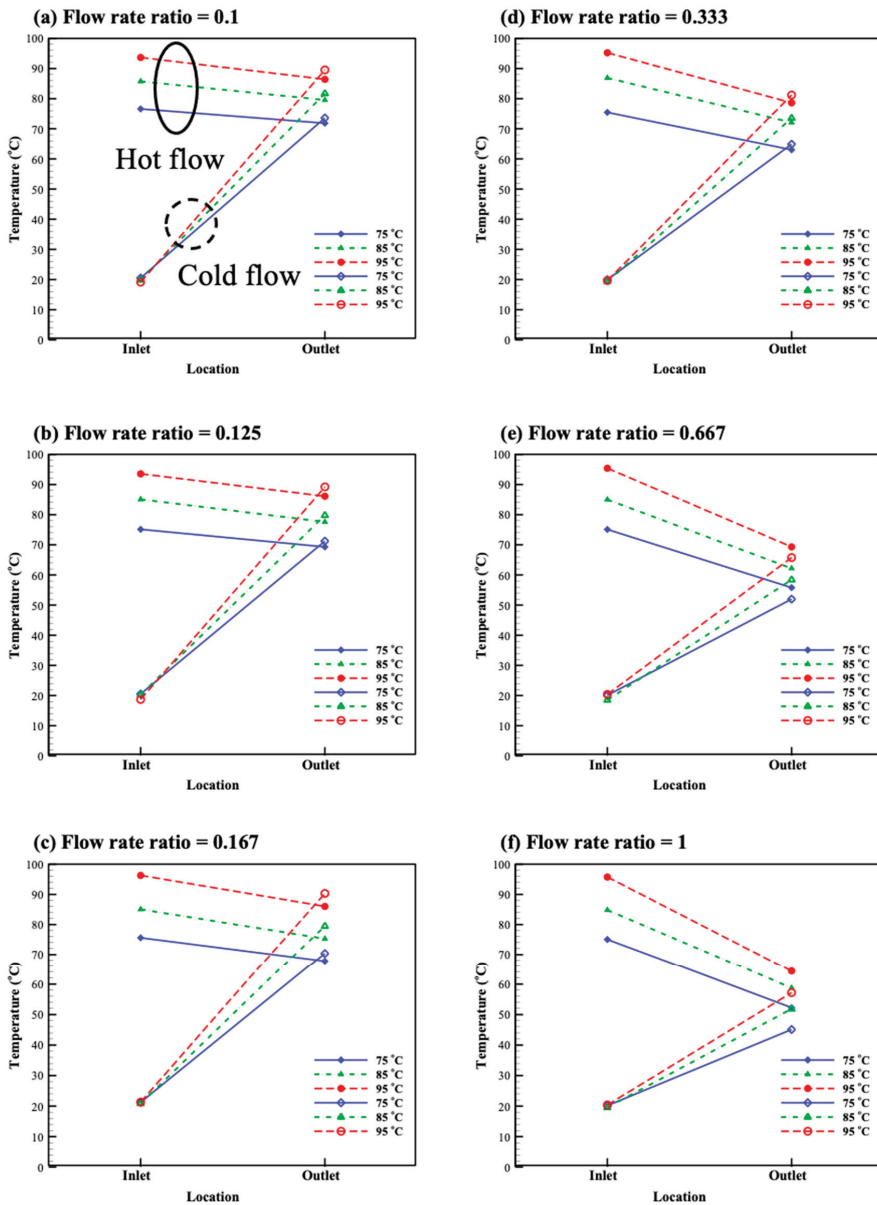 (a) Flow rate ratio = 0.1
100
90
80
70
60
50
40
30
20
10
0
Temperature (°C)
Hot flow
Cold flow
75 °C
85 °C
95 °C
75 °C
85 °C
95 °C
Inlet
Outlet
Location
(b) Flow rate ratio = 0.125
100
90
80
70
60
50
40
30
20
10
0
Temperature (°C)
75 °C
85 °C
95 °C
75 °C
85 °C
95 °C
Inlet
Outlet
Location
(c) Flow rate ratio = 0.167
100
90
80
70
60
50
40
30
20
10
0
Temperature (°C)
75 °C
85 °C
95 °C
75 °C
85 °C
95 °C
Inlet
Outlet
Location
(d) Flow rate ratio = 0.333
100
90
80
70
60
50
40
30
20
10
0
Temperature (°C)
75 °C
85 °C
95 °C
75 °C
85 °C
95 °C
Inlet
Outlet
Location
(e) Flow rate ratio = 0.667
100
90
80
70
60
50
40
30
20
10
0
Temperature (°C)
75 °C
85 °C
95 °C
75 °C
85 °C
95 °C
Inlet
Outlet
Location
(f) Flow rate ratio = 1
100
90
80
70
60
50
40
30
20
10
0
Temperature (°C)
75 °C
85 °C
95 °C
75 °C
85 °C
95 °C
Inlet
Outlet
Location